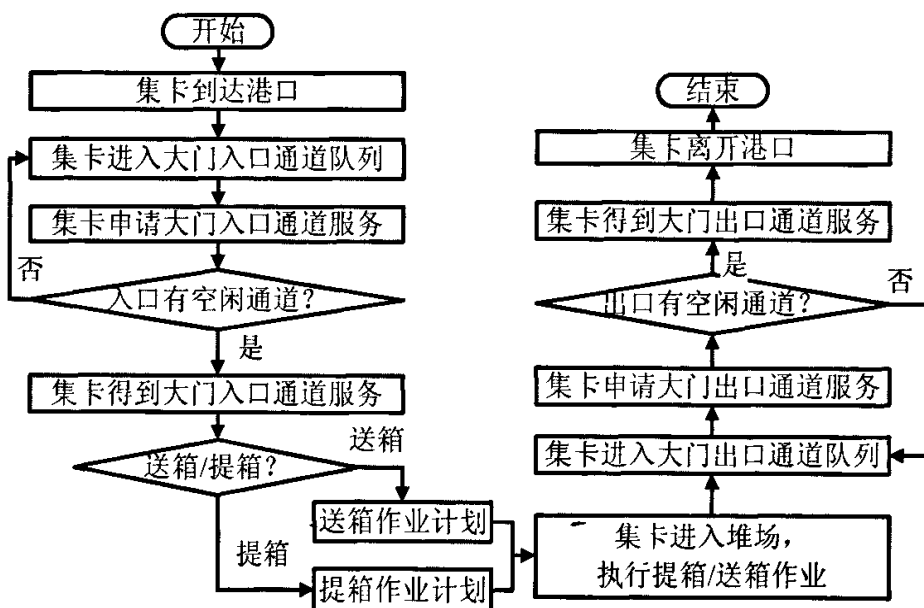 开始
集卡到达港口
集卡进入大门入口通道队列
集卡申请大门入口通道服务
否
入口有空闲通道?
是
集卡得到大门入口通道服务
送箱/提箱?
送箱
提箱
送箱作业计划
提箱作业计划
集卡进入堆场,
执行提箱/送箱作业
集卡进入大门出口通道队列
集卡申请大门出口通道服务
出口有空闲通道?
否
是
集卡得到大门出口通道服务
集卡离开港口
结束